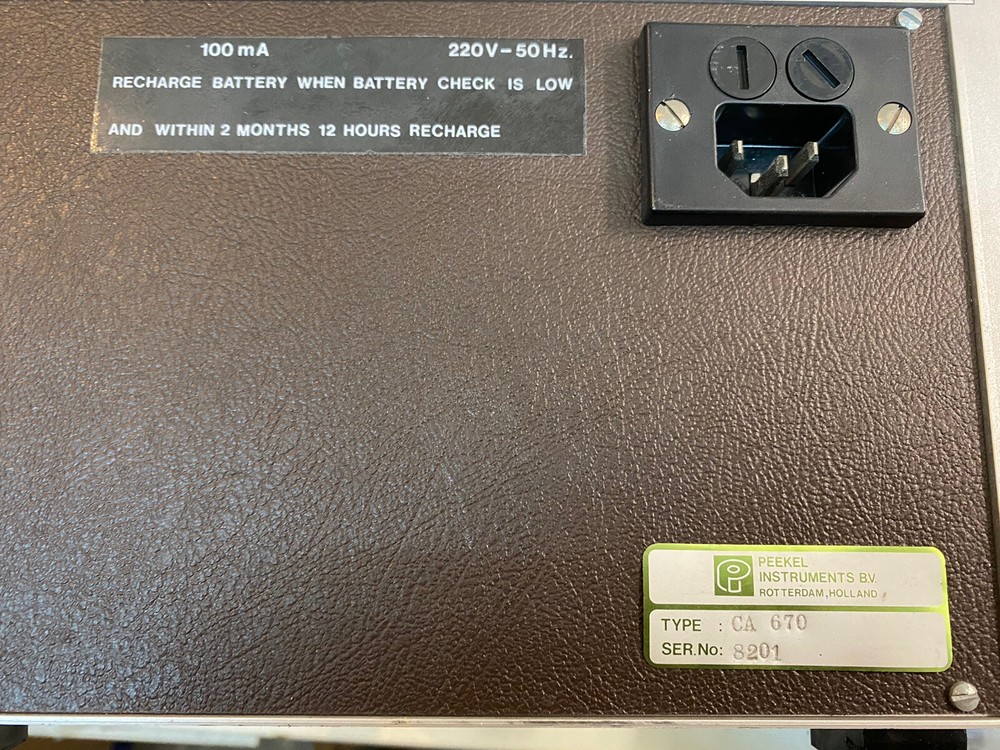 100 mA 220V-50Hz.
RECHARGE BATTERY WHEN BATTERY CHECK IS LOW
AND WITHIN 2 MONTHS 12 HOURS RECHARGE
PEEKEL
INSTRUMENTS B.V.
ROTTERDAM, HOLLAND
TYPE : CA 670
SER.No: 8201